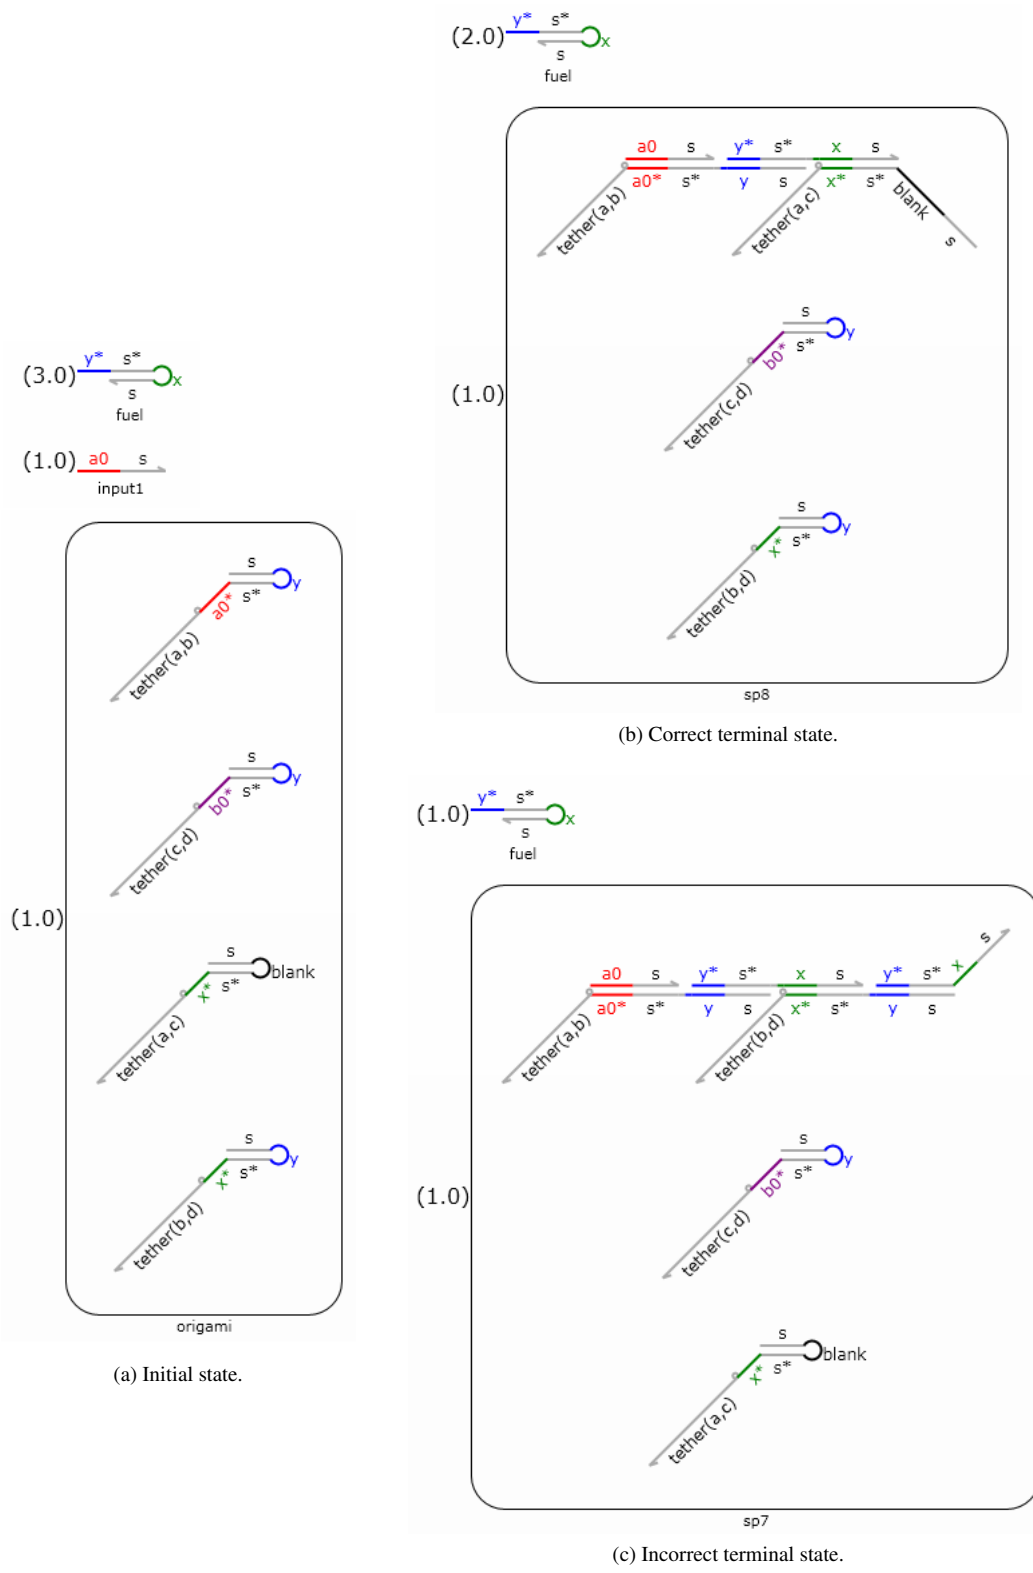 (3.0)
y* s*
x
s
fuel
(1.0)
a0 s
input1
(1.0)
s
y
a0* s*
tether(a,b)
s
y
b0* s*
tether(c,d)
s
blank
x* s*
tether(a,c)
s
y
x* s*
tether(b,d)
origami
(a) Initial state.
(2.0)
y* s*
x
s
fuel
(1.0)
a0 s y* s* x s
a0* s* y s x* s*
tether(a,b) tether(a,c) blank s
s
y
b0* s*
tether(c,d)
s
y
x* s*
tether(b,d)
sp8
(b) Correct terminal state.
(1.0)
y* s*
x
s
fuel
(1.0)
a0 s y* s* x s y* s* x s
a0* s* y s x* s* y s
tether(a,b) tether(b,d)
s
y
b0* s*
tether(c,d)
s
blank
x* s*
tether(a,c)
sp7
(c) Incorrect terminal state.